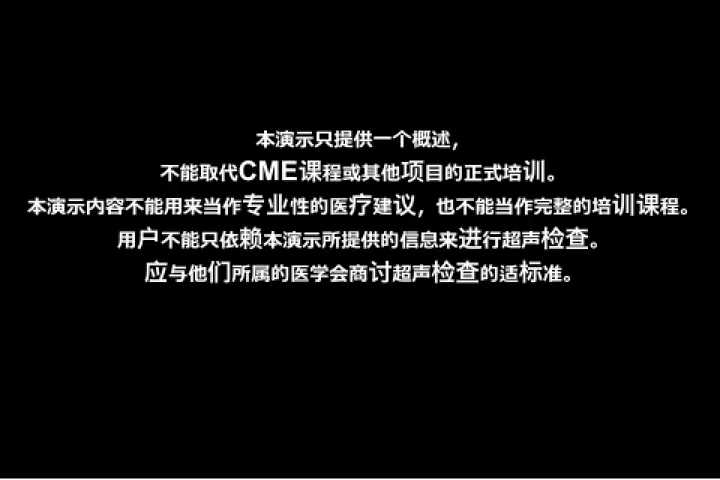 本演示只提供一个概述，
不能取代CME课程或其他项目的正式培训。
本演示内容不能用来当作专业性的医疗建议，也不能当作完整的培训课程。
用户不能只依赖本演示所提供的信息来进行超声检查。
应与他们所属的医学会商讨超声检查的适标准。